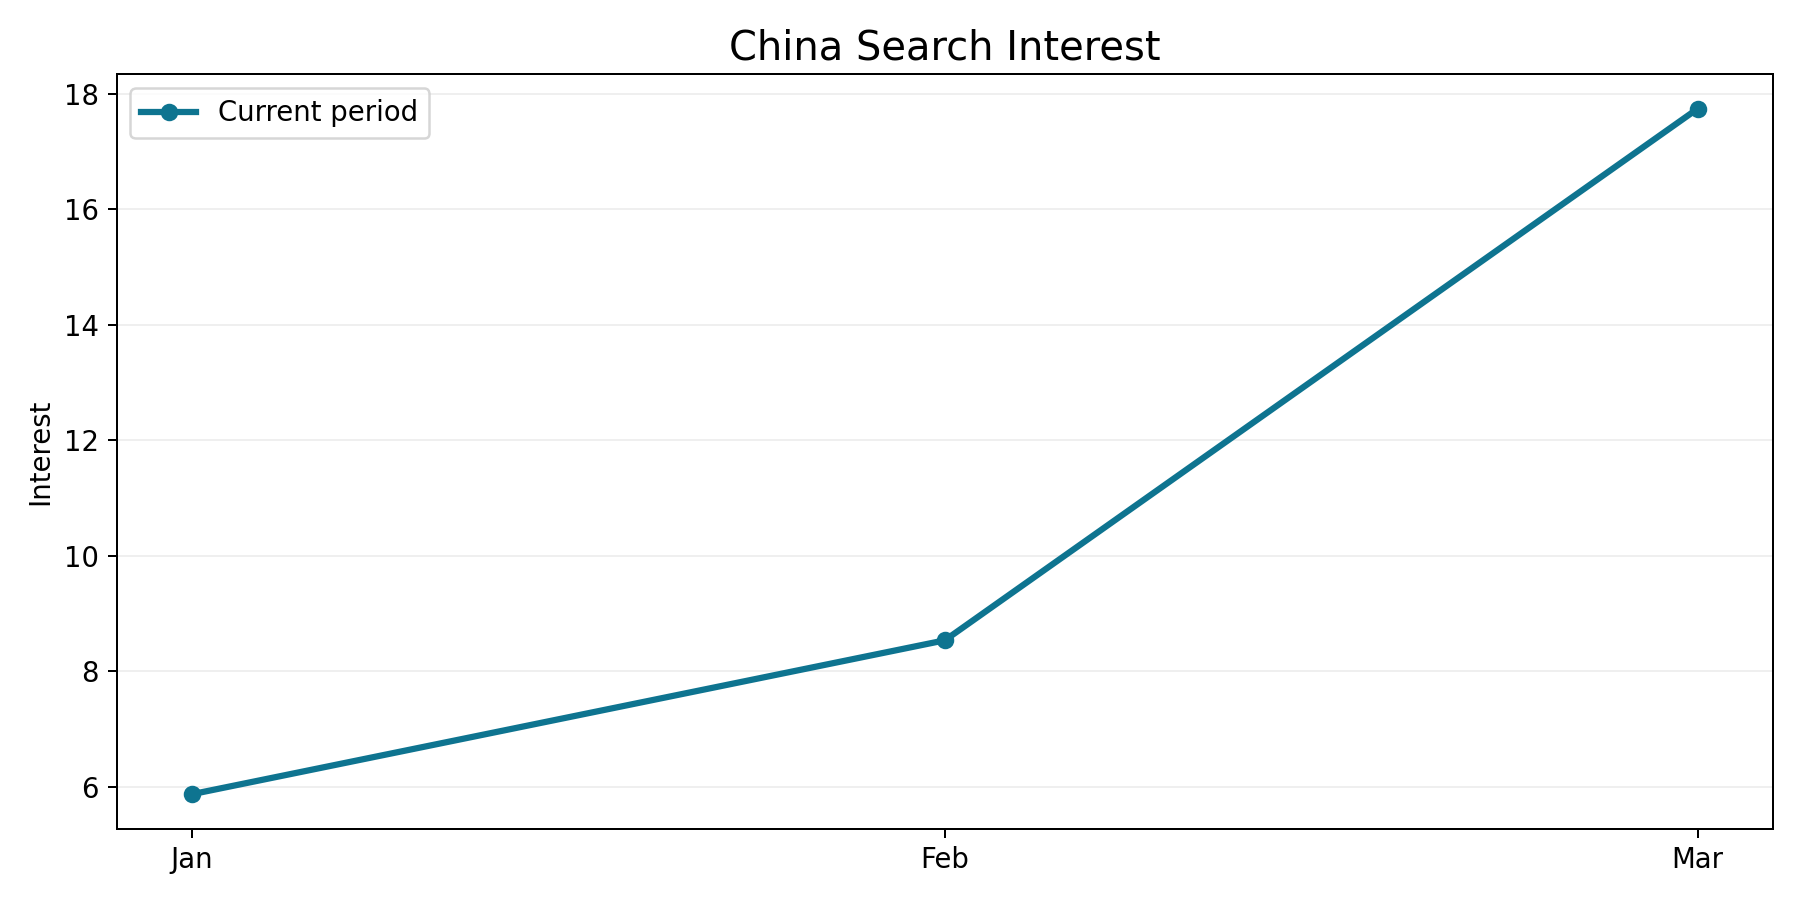 China Search Interest
Current period
18
16
14
12
10
8
6
Interest
Jan
Feb
Mar